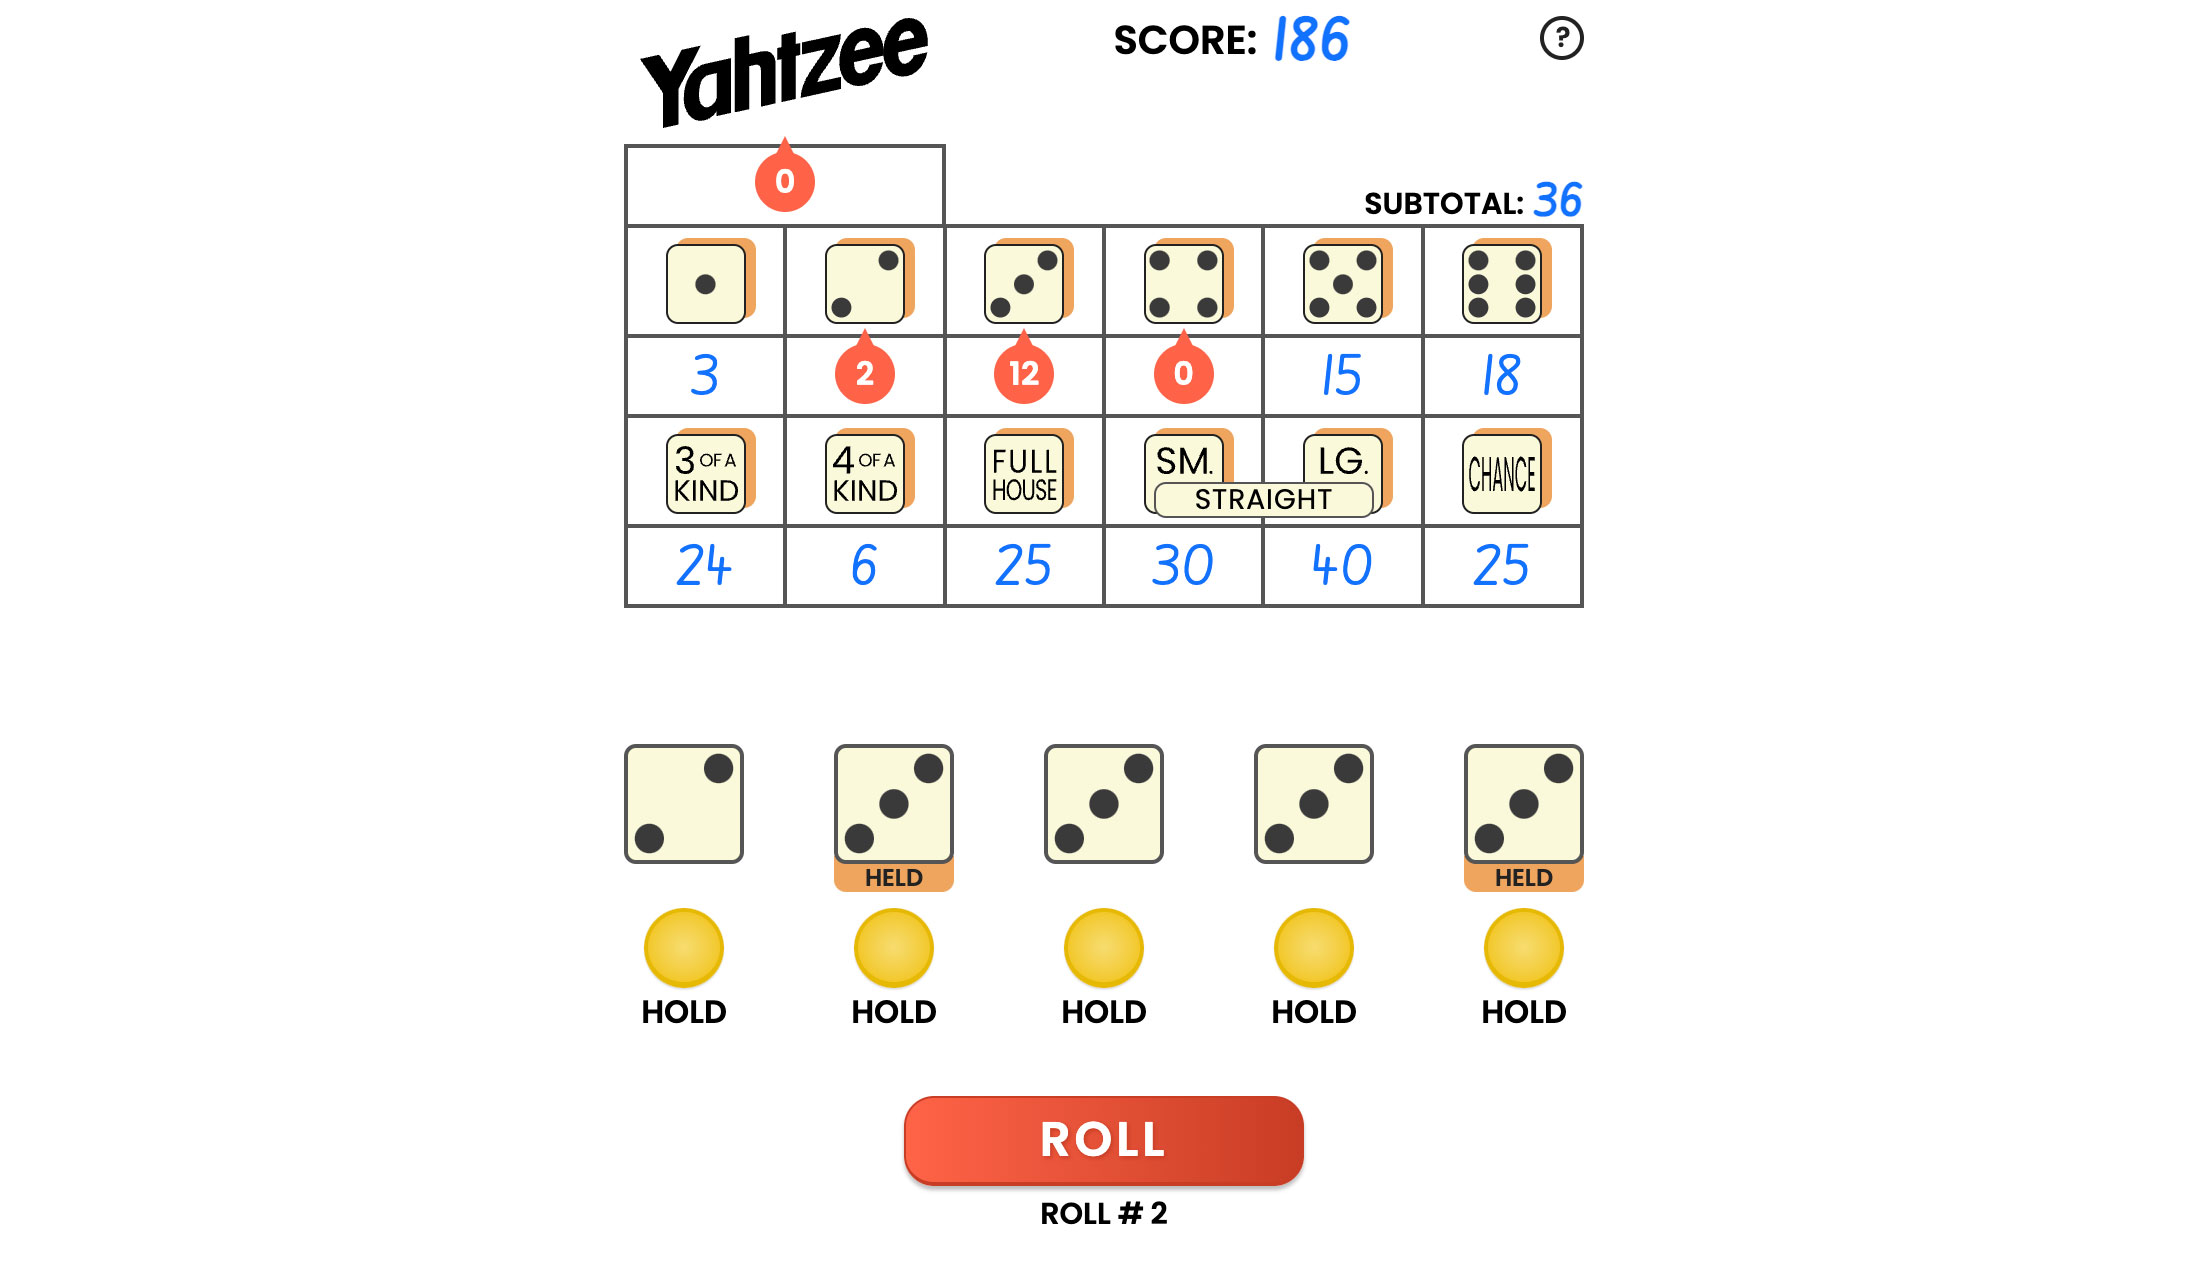 Yahtzee
SCORE: 186
?
0
SUBTOTAL: 36
3 2 12 0 15 18
3 OF A KIND
4 OF A KIND
FULL HOUSE
SM. LG.
STRAIGHT
CHANCE
24 6 25 30 40 25
HELD HELD
HOLD HOLD HOLD HOLD HOLD
ROLL
ROLL # 2